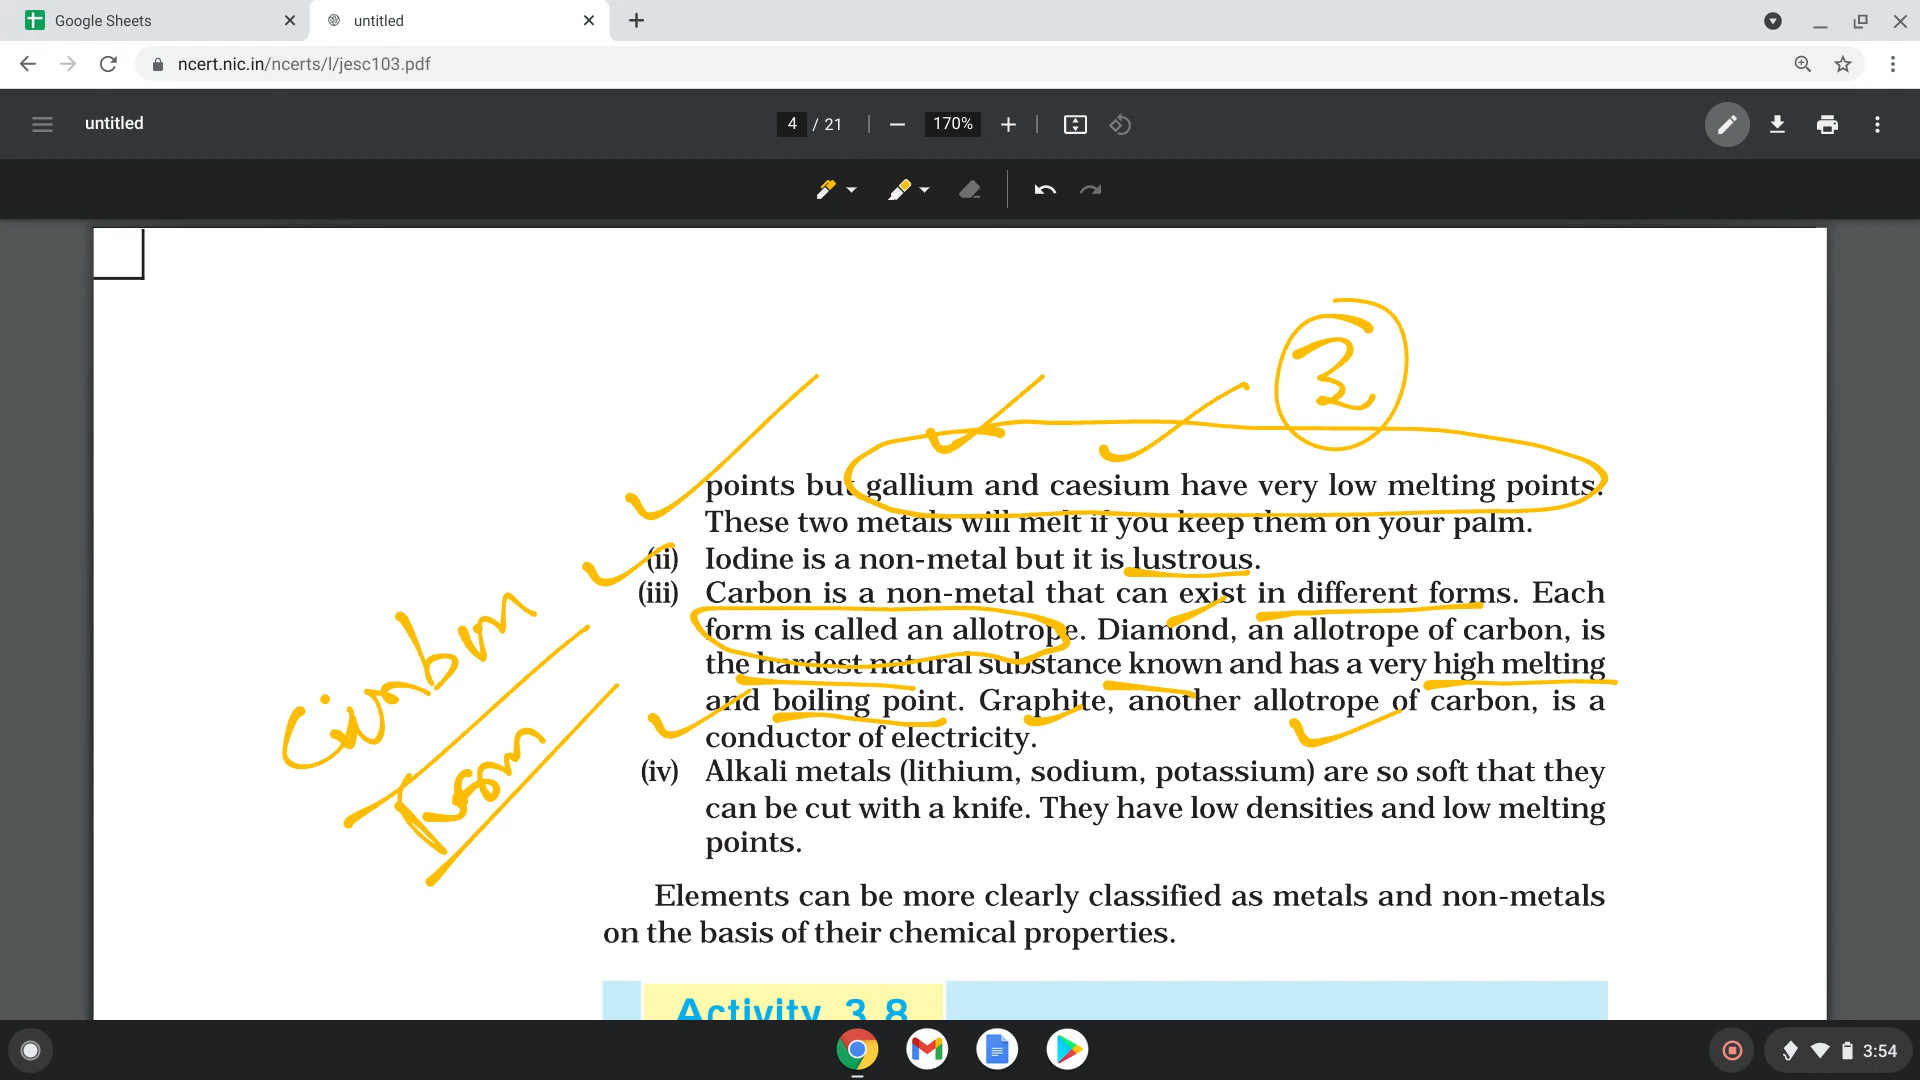 Google Sheets
untitled
ncert.nic.in/ncerts/l/jesc103.pdf
untitled
4 / 21
170%
3
points but gallium and caesium have very low melting points.
These two metals will melt if you keep them on your palm.
(ii) Iodine is a non-metal but it is lustrous.
(iii) Carbon is a non-metal that can exist in different forms. Each
form is called an allotrope. Diamond, an allotrope of carbon, is
the hardest natural substance known and has a very high melting
and boiling point. Graphite, another allotrope of carbon, is a
conductor of electricity.
(iv) Alkali metals (lithium, sodium, potassium) are so soft that they
can be cut with a knife. They have low densities and low melting
points.
Carbon
Elements can be more clearly classified as metals and non-metals
on the basis of their chemical properties.
Activity 3.8
3:54